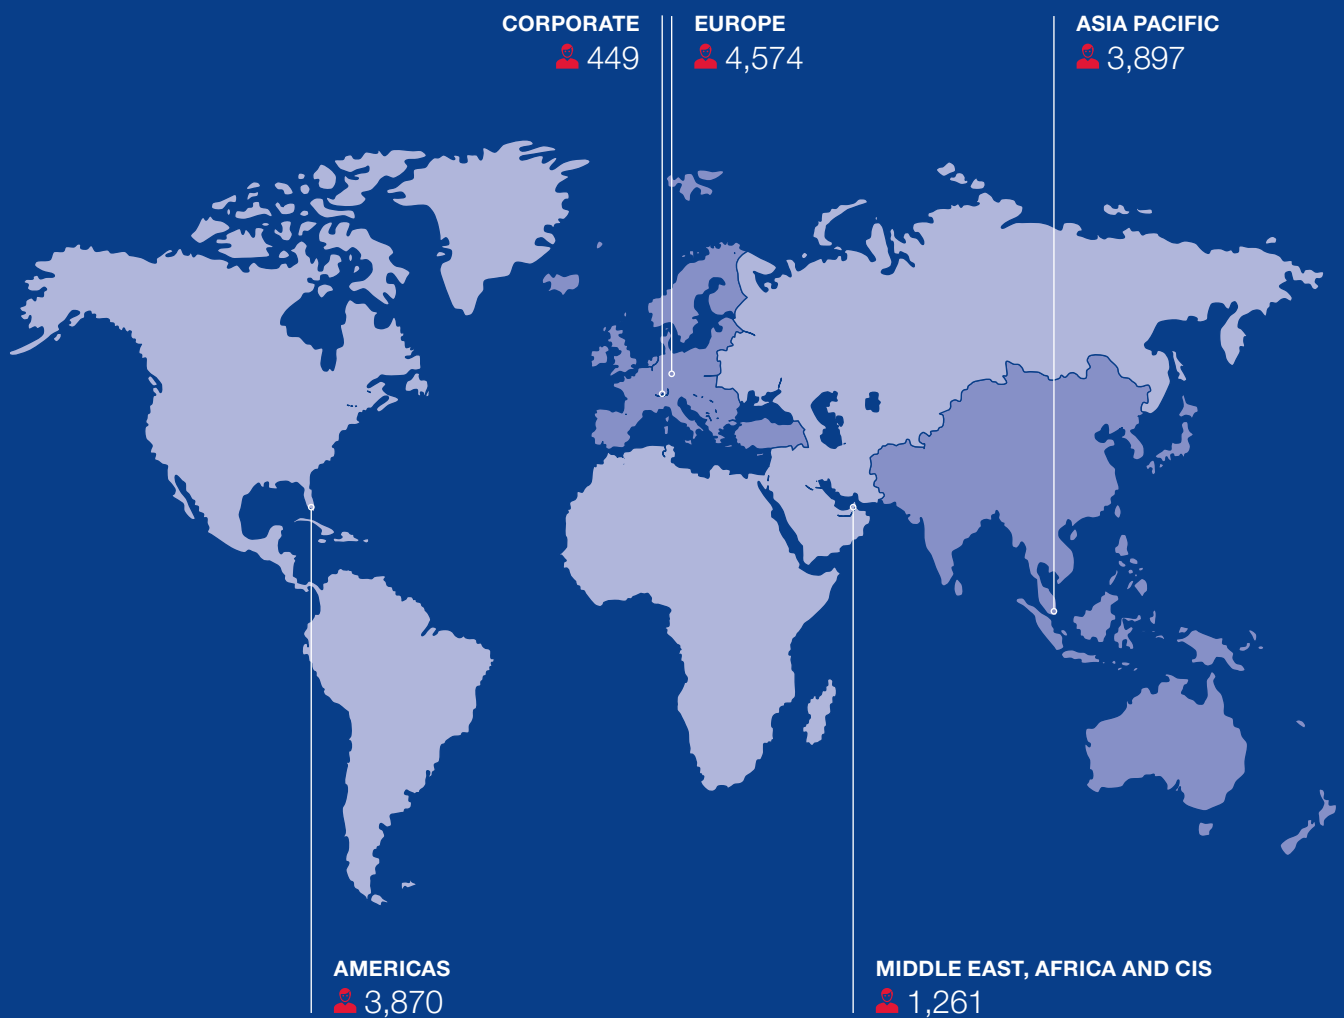 CORPORATE
449
EUROPE
4,574
ASIA PACIFIC
3,897
AMERICAS
3,870
MIDDLE EAST, AFRICA AND CIS
1,261